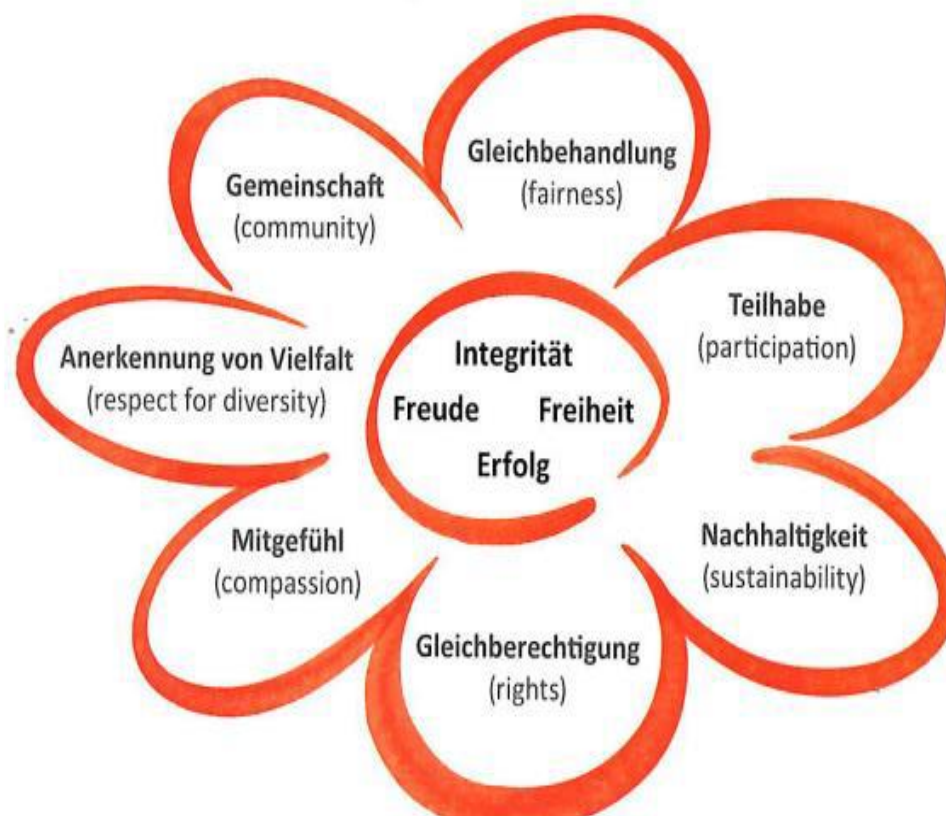 Gleichbehandlung
(fairness)
Gemeinschaft
(community)
Teilhabe
(participation)
Anerkennung von Vielfalt
(respect for diversity)
Integrität
Freude Freiheit
Erfolg
Mitgefühl
(compassion)
Nachhaltigkeit
(sustainability)
Gleichberechtigung
(rights)